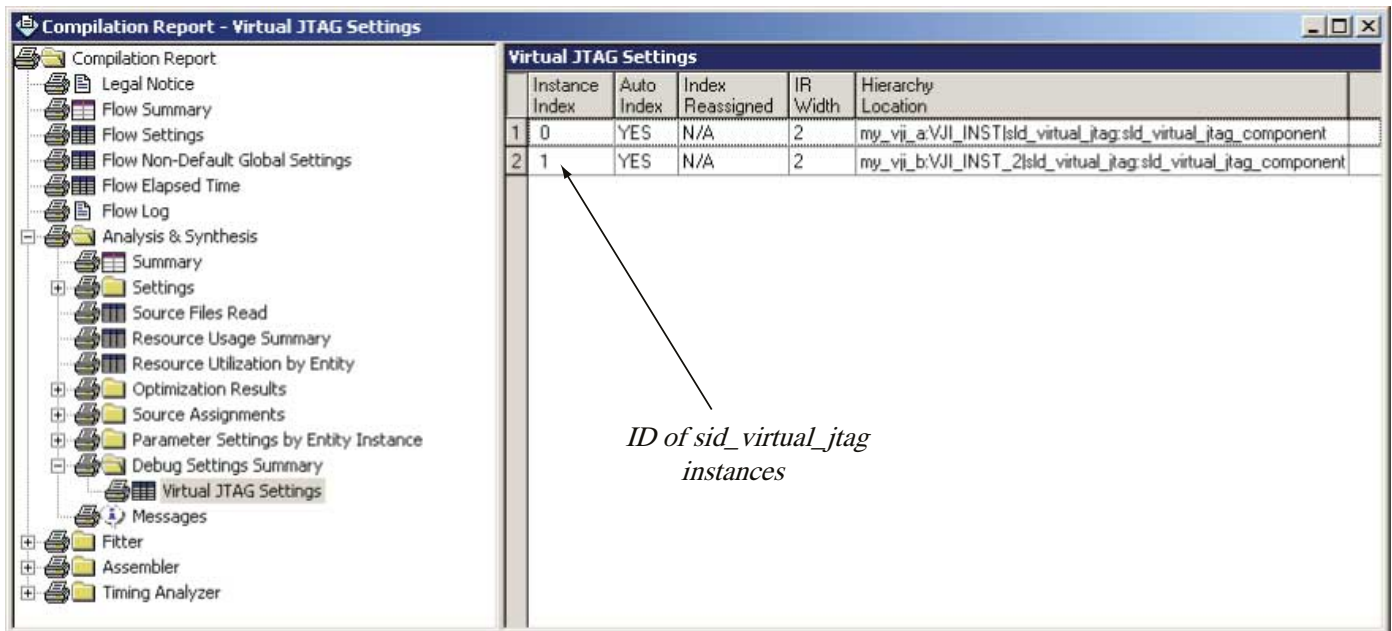 Compilation Report - Virtual JTAG Settings
Compilation Report
Legal Notice
Flow Summary
Flow Settings
Flow Non-Default Global Settings
Flow Elapsed Time
Flow Log
Analysis & Synthesis
Summary
Settings
Source Files Read
Resource Usage Summary
Resource Utilization by Entity
Optimization Results
Source Assignments
Parameter Settings by Entity Instance
Debug Settings Summary
Virtual JTAG Settings
Messages
Fitter
Assembler
Timing Analyzer
Virtual JTAG Settings
Instance Index Auto Index Index Reassigned IR Width Hierarchy Location
1 0 YES N/A 2 my_vji_a:VJI_INST|sld_virtual_jtag:sld_virtual_jtag_component
2 1 YES N/A 2 my_vji_b:VJI_INST_2|sld_virtual_jtag:sld_virtual_jtag_component
ID of sid_virtual_jtag
instances